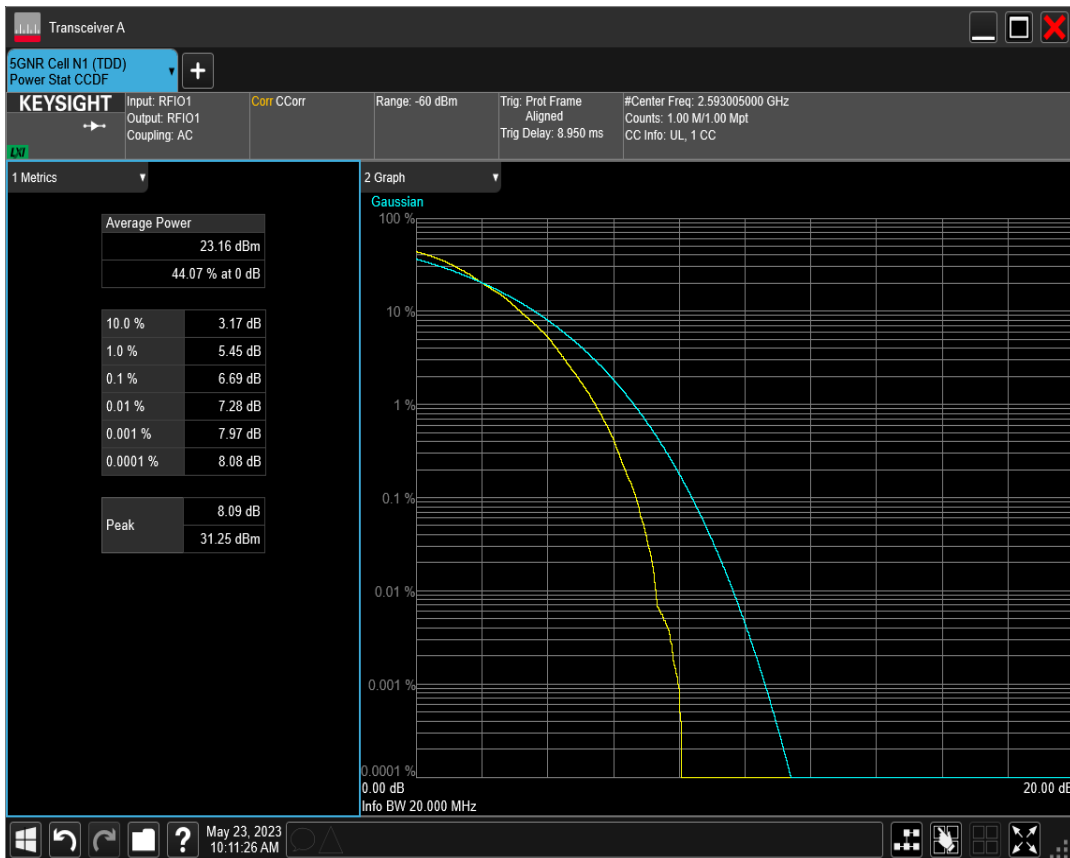 Transceiver A
5GNR Cell N1 (TDD)
Power Stat CCDF
+
KEYSIGHT
LXI
Input: RFIO1
Output: RFIO1
Coupling: AC
Corr CCorr
Range: -60 dBm
Trig: Prot Frame
Aligned
Trig Delay: 8.950 ms
#Center Freq: 2.593005000 GHz
Counts: 1.00 M/1.00 Mpt
CC Info: UL, 1 CC
1 Metrics
Average Power
23.16 dBm
44.07 % at 0 dB
10.0 % 3.17 dB
1.0 % 5.45 dB
0.1 % 6.69 dB
0.01 % 7.28 dB
0.001 % 7.97 dB
0.0001 % 8.08 dB
Peak 8.09 dB
31.25 dBm
2 Graph
Gaussian
100 %
10 %
1 %
0.1 %
0.01 %
0.001 %
0.0001 %
0.00 dB 20.00 dB
Info BW 20.000 MHz
?
May 23, 2023
10:11:26 AM